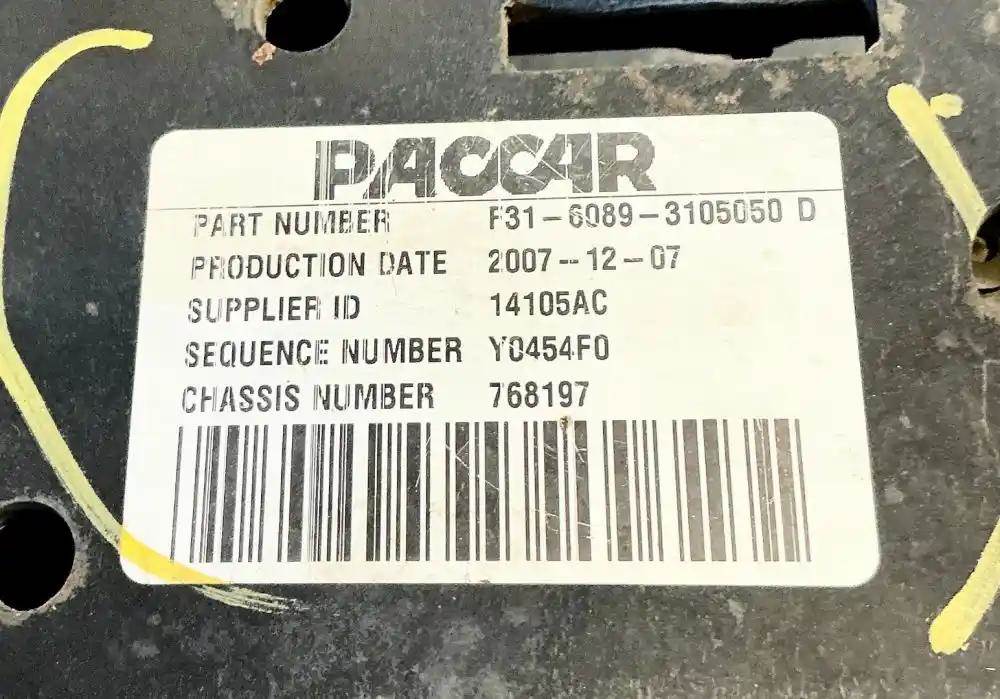 PACCAR
PART NUMBER F31-6089-3105050 D
PRODUCTION DATE 2007--12-07
SUPPLIER ID 14105AC
SEQUENCE NUMBER Y0454F0
CHASSIS NUMBER 768197